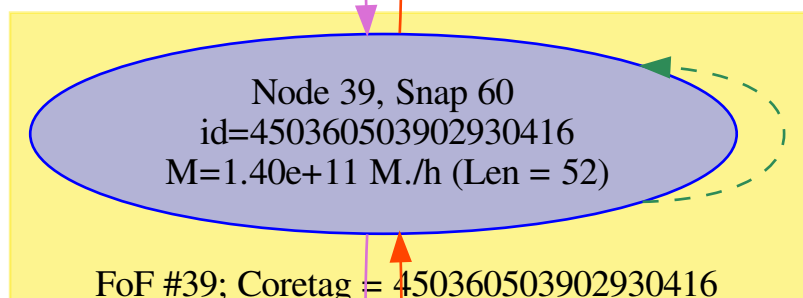 Node 39, Snap 60
id=450360503902930416
M=1.40e+11 M./h (Len = 52)
FoF #39; Coretag = 450360503902930416